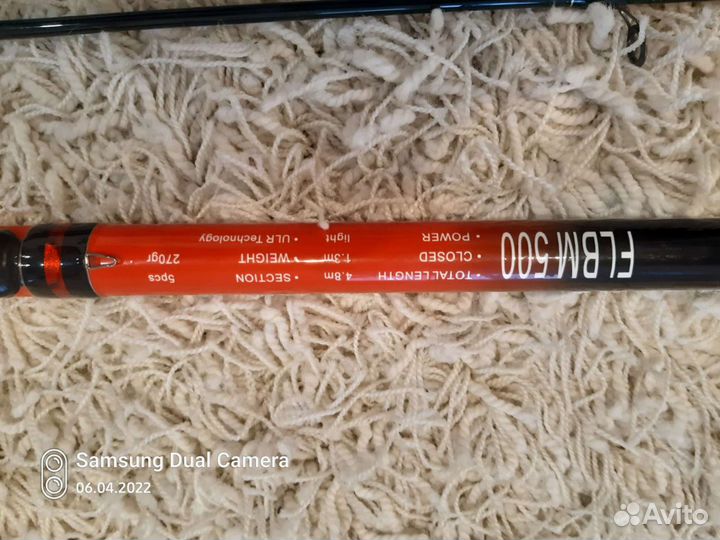 FLBM 500
• TOTAL LENGTH 4.8m • SECTION 5pcs
• CLOSED 1.3m • WEIGHT 270gr
• POWER light • ULR Technology
Samsung Dual Camera
06.04.2022
Avito